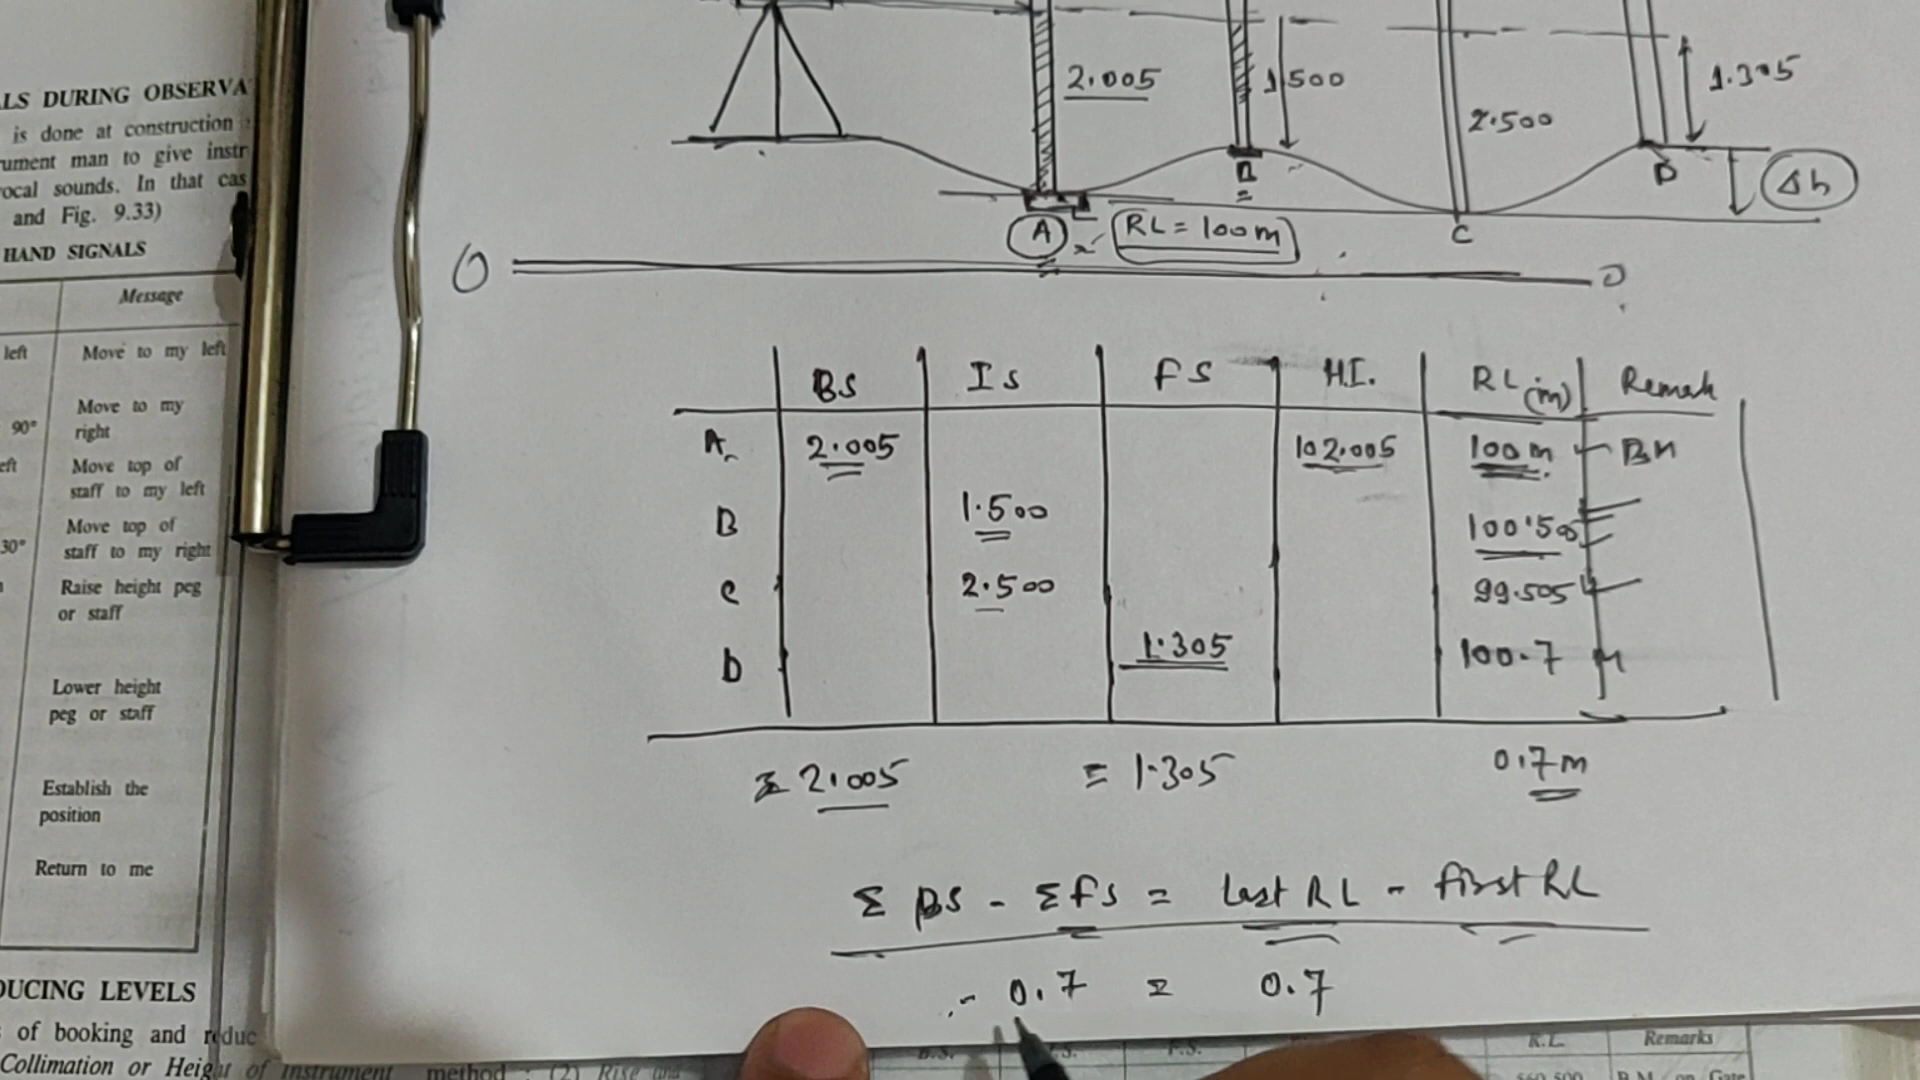 LS DURING OBSERVA
is done at construction
ument man to give instr
ocal sounds. In that cas
and Fig. 9.33)
HAND SIGNALS
Message
left Move to my left
90° Move to my
right
eft Move top of
staff to my left
30° Move top of
staff to my right
Raise height peg
or staff
Lower height
peg or staff
Establish the
position
Return to me
DUCING LEVELS
of booking and reduc
Collimation or Height of Instrument method : (2) Rise and
2.005 1.500 2.500 1.305
A RL = 100m B C D Δh
BS IS FS H.I. RL (m) Remark
A 2.005 102.005 100m BM
B 1.500 100.50
C 2.500 99.505
D 1.305 100.7
= 2.005 = 1.305 0.7m
Σ BS - Σ FS = Last RL - first RL
0.7 = 0.7
B.S. F.S. R.L. Remarks
B.M. on Gate